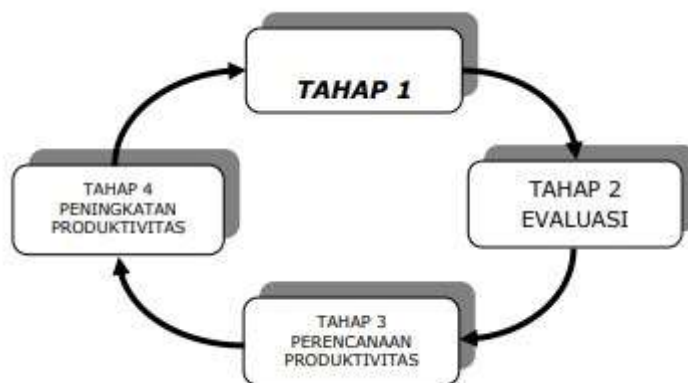 TAHAP 1
TAHAP 2
EVALUASI
TAHAP 3
PERENCANAAN
PRODUKTIVITAS
TAHAP 4
PENINGKATAN
PRODUKTIVITAS